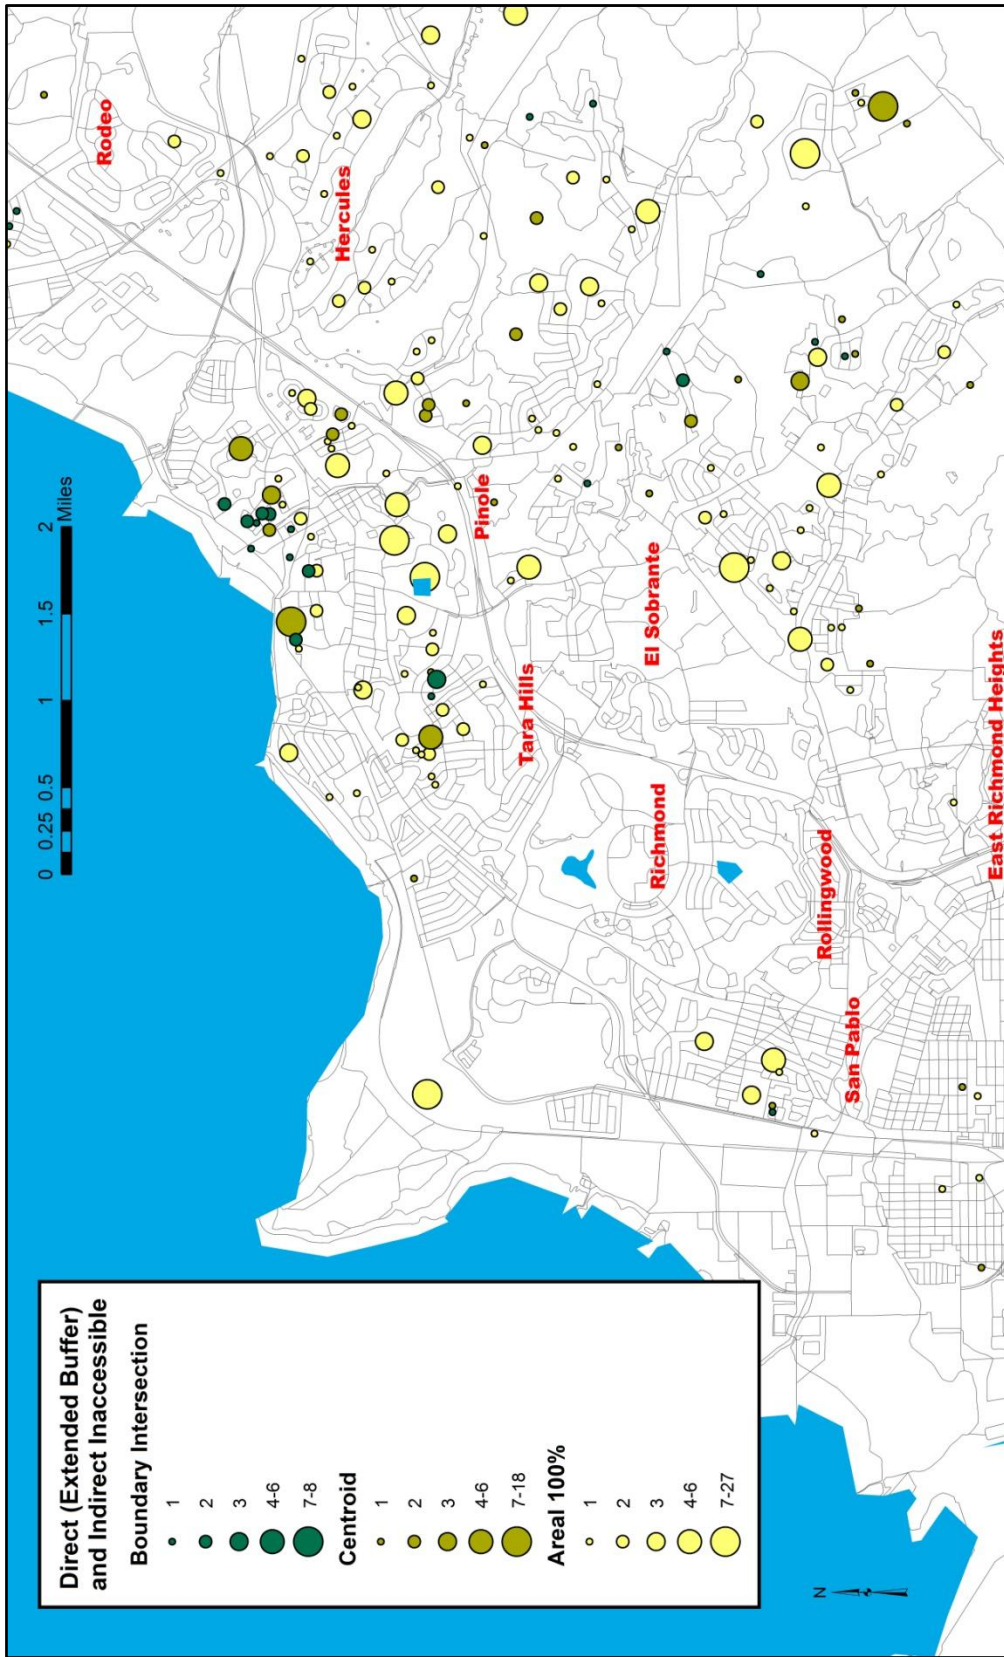 Direct (Extended Buffer)
and Indirect Inaccessible
Boundary Intersection
1
2
3
4-6
7-8
Centroid
1
2
3
4-6
7-18
Areal 100%
1
2
3
4-6
7-27
N
0 0.25 0.5 1 1.5 2
Miles
Rodeo
Hercules
Pinole
Tara Hills
El Sobrante
Richmond
Rollingwood
San Pablo
East Richmond Heights